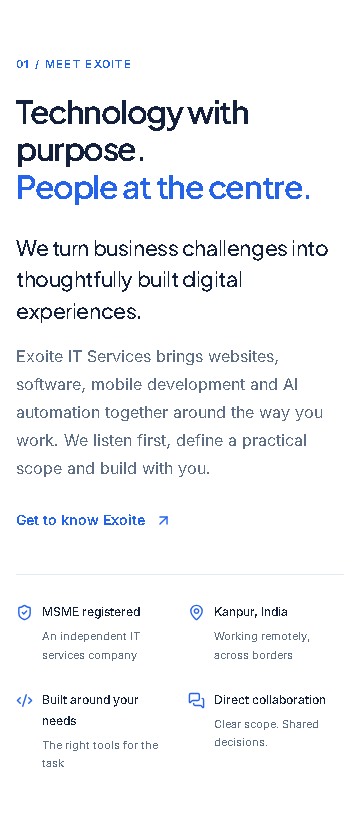 01 / MEET EXOITE
Technology with
purpose.
People at the centre.
We turn business challenges into
thoughtfully built digital
experiences.
Exoite IT Services brings websites,
software, mobile development and AI
automation together around the way you
work. We listen first, define a practical
scope and build with you.
Get to know Exoite
MSME registered
An independent IT
services company
Kanpur, India
Working remotely,
across borders
Built around your
needs
The right tools for the
task
Direct collaboration
Clear scope. Shared
decisions.